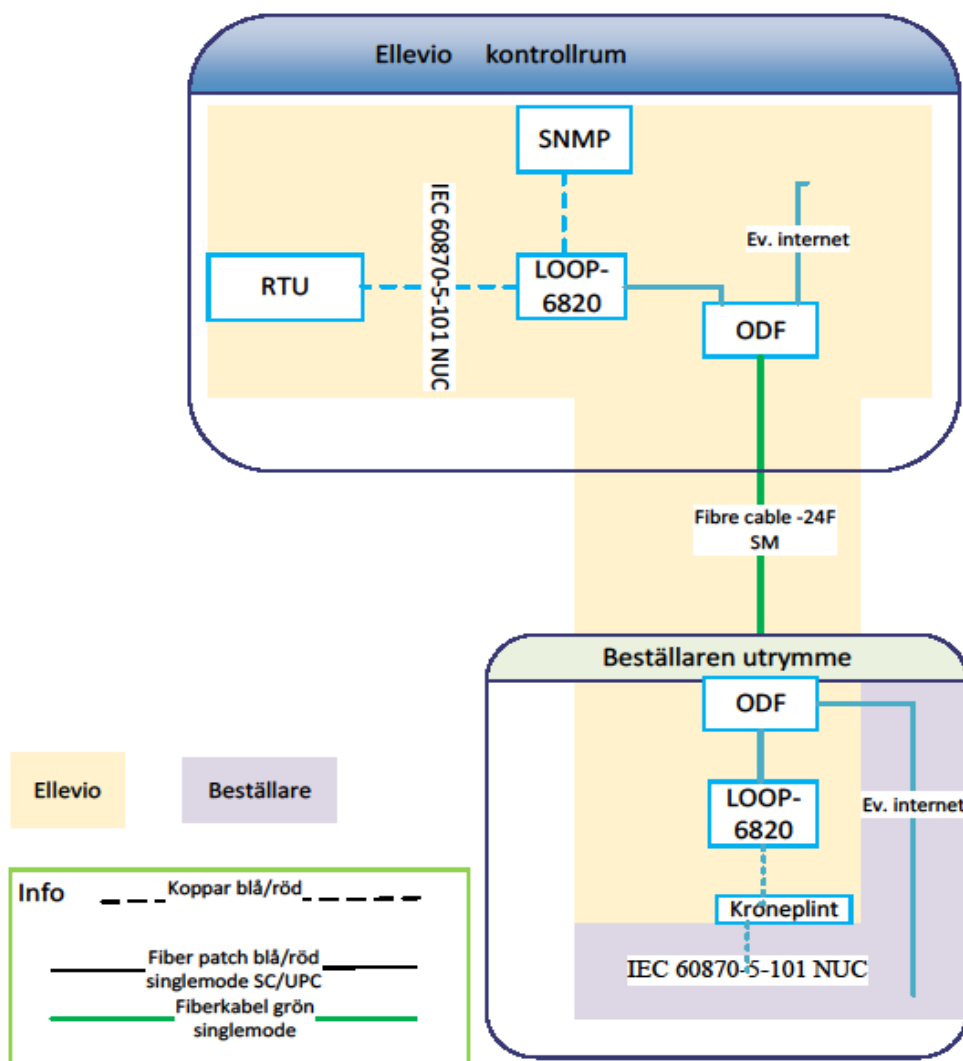 Ellevio kontrollrum
SNMP
IEC 60870-5-101 NUC
Ev. internet
RTU
LOOP-
6820
ODF
Fibre cable -24F
SM
Beställaren utrymme
ODF
Ellevio
Beställare
LOOP-
6820
Ev. internet
Info
Koppar blå/röd
Kroneplint
Fiber patch blå/röd
singlemode SC/UPC
IEC 60870-5-101 NUC
Fiberkabel grön
singlemode